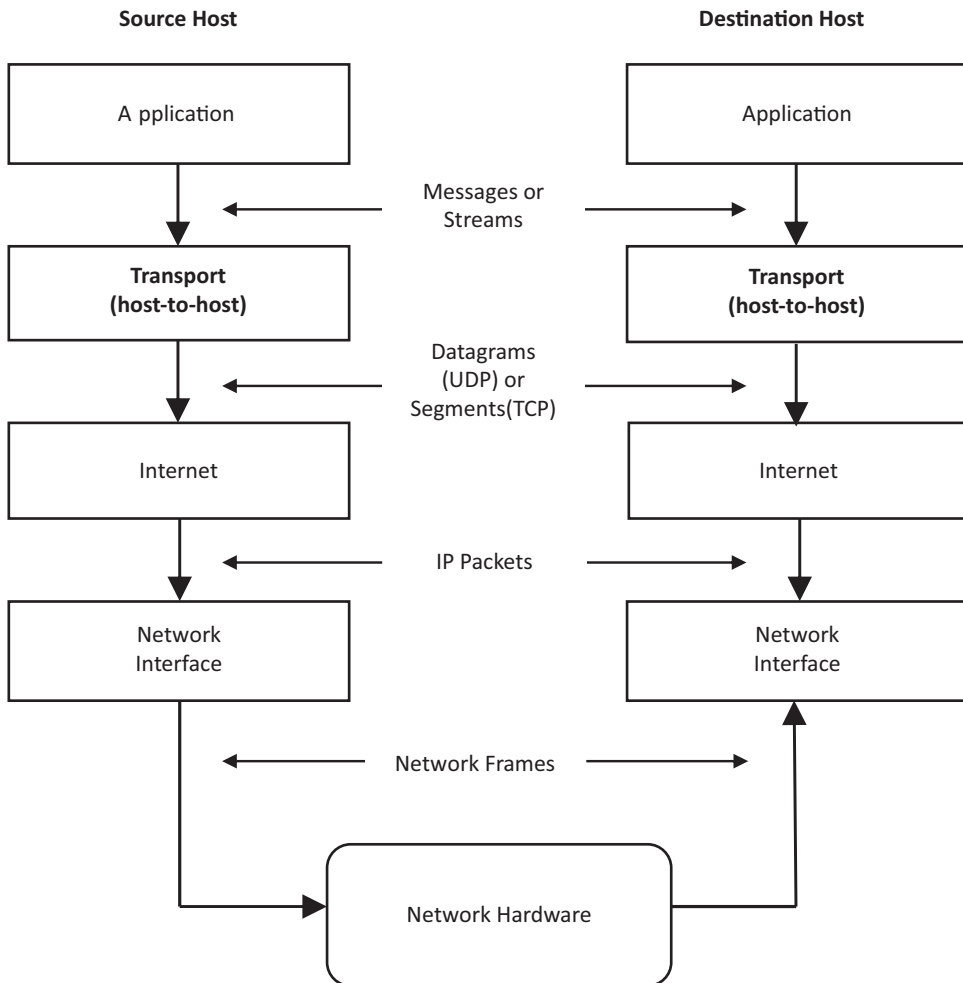 Source Host
Destination Host
A pplication
Application
Messages or
Streams
Transport
(host-to-host)
Transport
(host-to-host)
Datagrams
(UDP) or
Segments(TCP)
Internet
Internet
IP Packets
Network
Interface
Network
Interface
Network Frames
Network Hardware